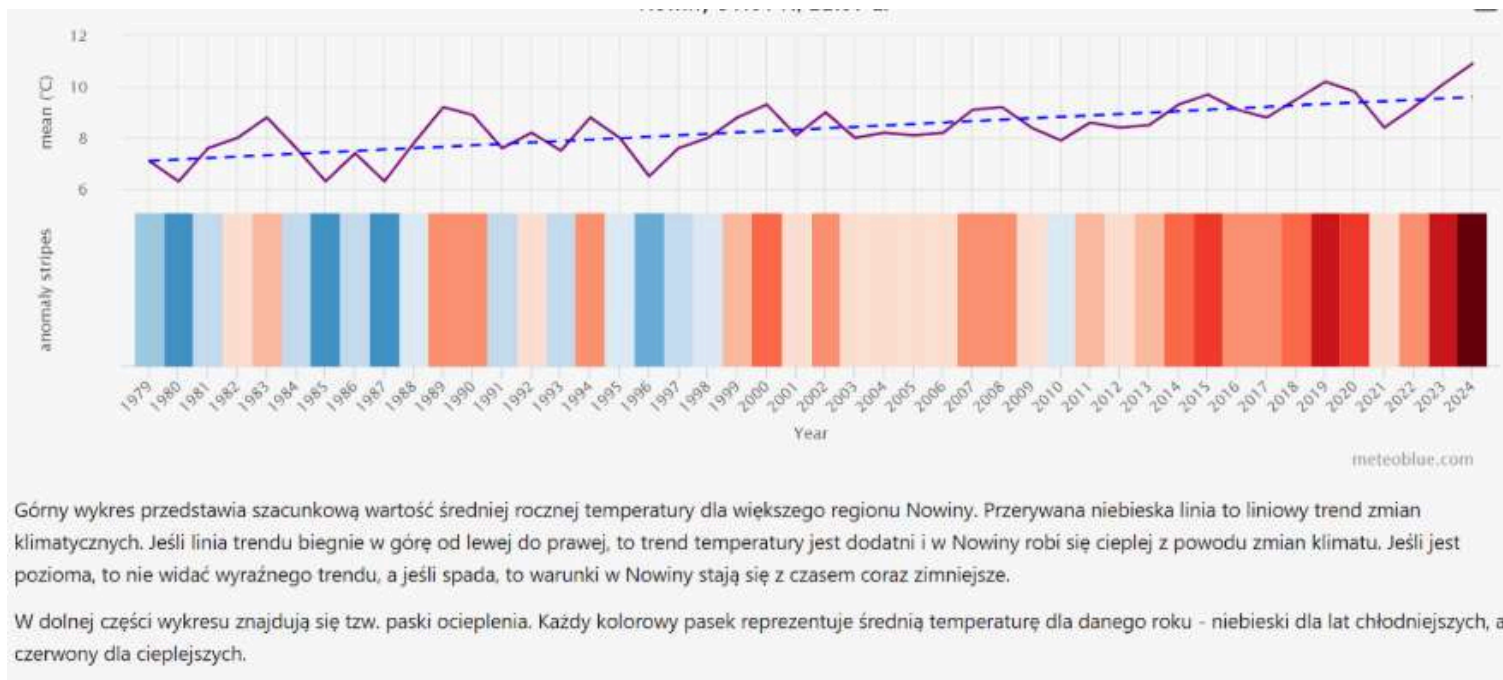 12
10
8
6
mean (°C)
anomaly stripes
1979 1980 1981 1982 1983 1984 1985 1986 1987 1988 1989 1990 1991 1992 1993 1994 1995 1996 1997 1998 1999 2000 2001 2002 2003 2004 2005 2006 2007 2008 2009 2010 2011 2012 2013 2014 2015 2016 2017 2018 2019 2020 2021 2022 2023 2024
Year
meteoblue.com
Górny wykres przedstawia szacunkową wartość średniej rocznej temperatury dla większego regionu Nowiny. Przerywana niebieska linia to liniowy trend zmian
klimatycznych. Jeśli linia trendu biegnie w górę od lewej do prawej, to trend temperatury jest dodatni i w Nowiny robi się cieplej z powodu zmian klimatu. Jeśli jest
pozioma, to nie widać wyraźnego trendu, a jeśli spada, to warunki w Nowiny stają się z czasem coraz zimniejsze.
W dolnej części wykresu znajdują się tzw. paski ocieplenia. Każdy kolorowy pasek reprezentuje średnią temperaturę dla danego roku - niebieski dla lat chłodniejszych, a
czerwony dla cieplejszych.